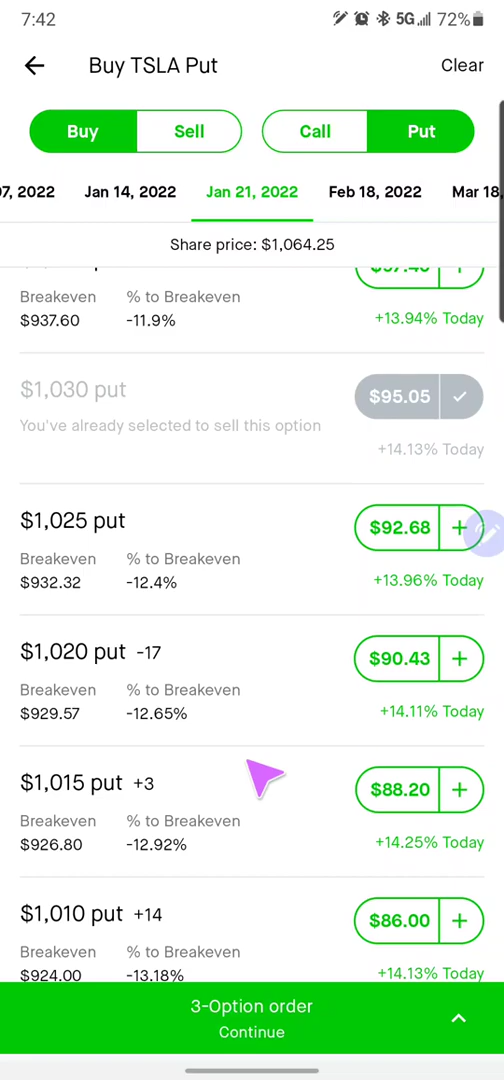 7:42
5G
72%
Buy TSLA Put
Clear
Buy
Sell
Call
Put
07, 2022
Jan 14, 2022
Jan 21, 2022
Feb 18, 2022
Mar 18,
Share price: $1,064.25
$97.40
Breakeven
% to Breakeven
$937.60
-11.9%
+13.94% Today
$1,030 put
$95.05
You've already selected to sell this option
+14.13% Today
$1,025 put
$92.68
Breakeven
% to Breakeven
$932.32
-12.4%
+13.96% Today
$1,020 put -17
$90.43
Breakeven
% to Breakeven
$929.57
-12.65%
+14.11% Today
$1,015 put +3
$88.20
Breakeven
% to Breakeven
$926.80
-12.92%
+14.25% Today
$1,010 put +14
$86.00
Breakeven
% to Breakeven
$924.00
-13.18%
+14.13% Today
3-Option order
Continue